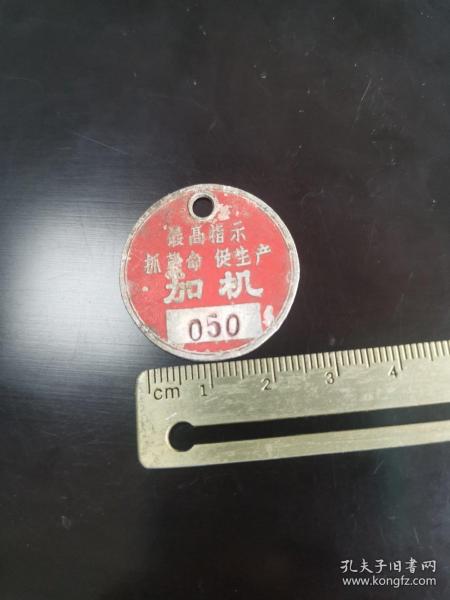 最高指示
抓革命 促生产
加机
050
cm 1 2 3 4
孔夫子旧书网
www.kongfz.com